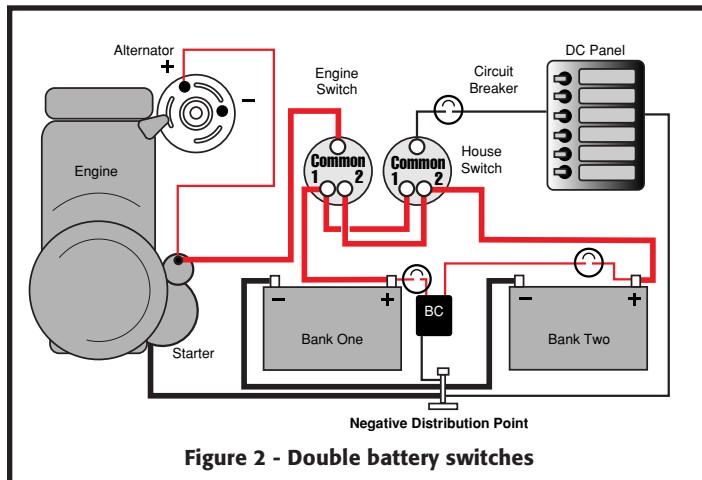 Alternator
+
−
Engine
Switch
Circuit
Breaker
DC Panel
Engine
Common
1 2
Common
1 2
House
Switch
− +
Bank One
BC
− +
Bank Two
Starter
Negative Distribution Point
Figure 2 - Double battery switches